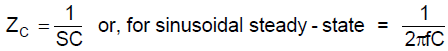 Z_C = 1/SC or, for sinusoidal steady - state = 1/2πfC